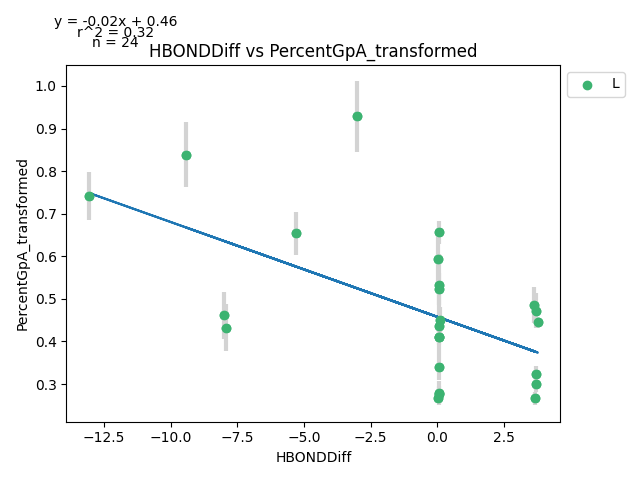 y = -0.02x + 0.46
r^2 = 0.32
n = 24
HBONDDiff vs PercentGpA_transformed
L
1.0
0.9
0.8
0.7
0.6
0.5
0.4
0.3
PercentGpA_transformed
−12.5 −10.0 −7.5 −5.0 −2.5 0.0 2.5
HBONDDiff